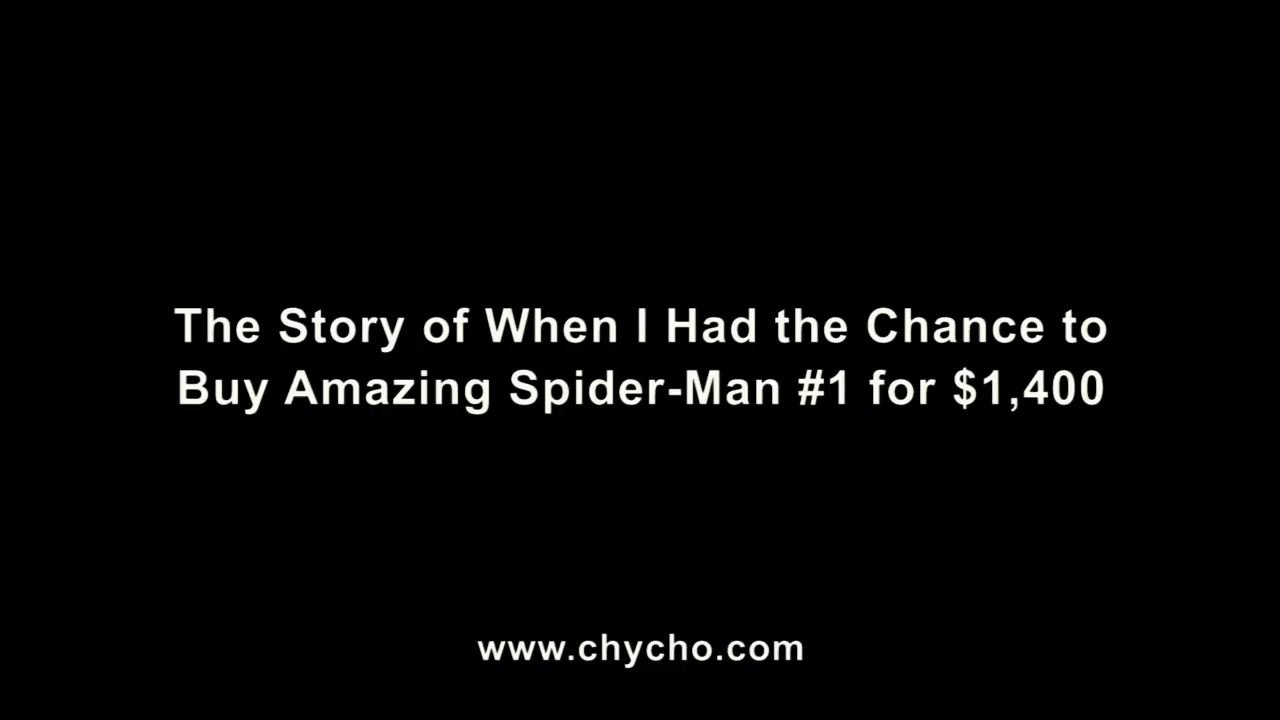 The Story of When I Had the Chance to
Buy Amazing Spider-Man #1 for $1,400
www.chycho.com